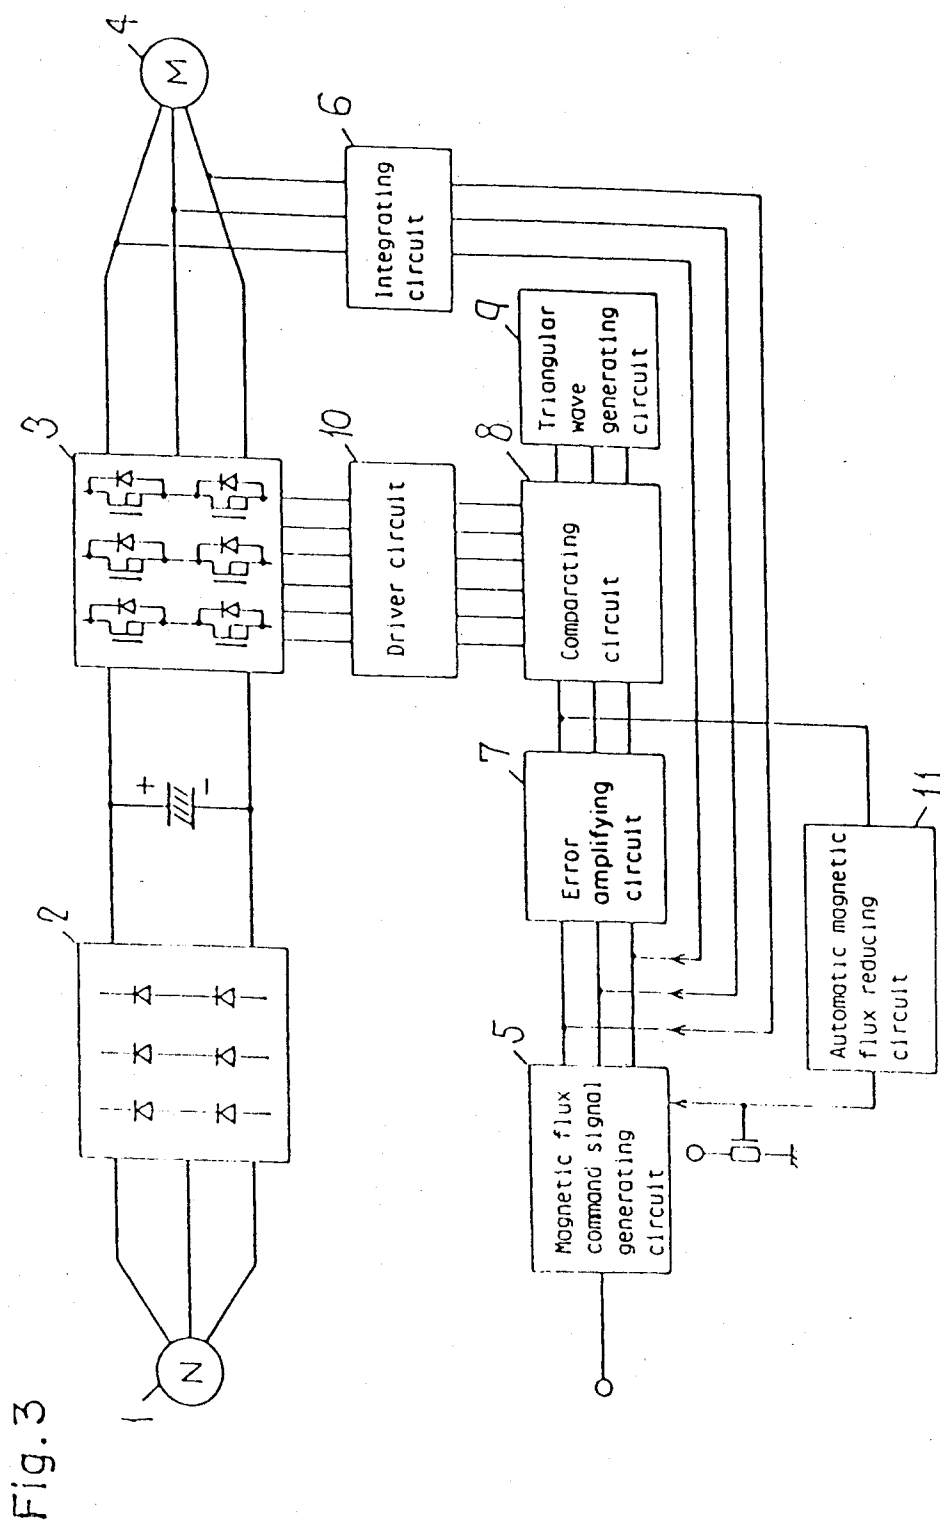 Fig. 3
1
N
2
+
-
3
4
M
5
Magnetic flux
command signal
generating
circuit
7
Error
amplifying
circuit
8
Comparating
circuit
9
Triangular
wave
generating
circuit
10
Driver circuit
6
Integrating
circuit
11
Automatic magnetic
flux reducing
circuit